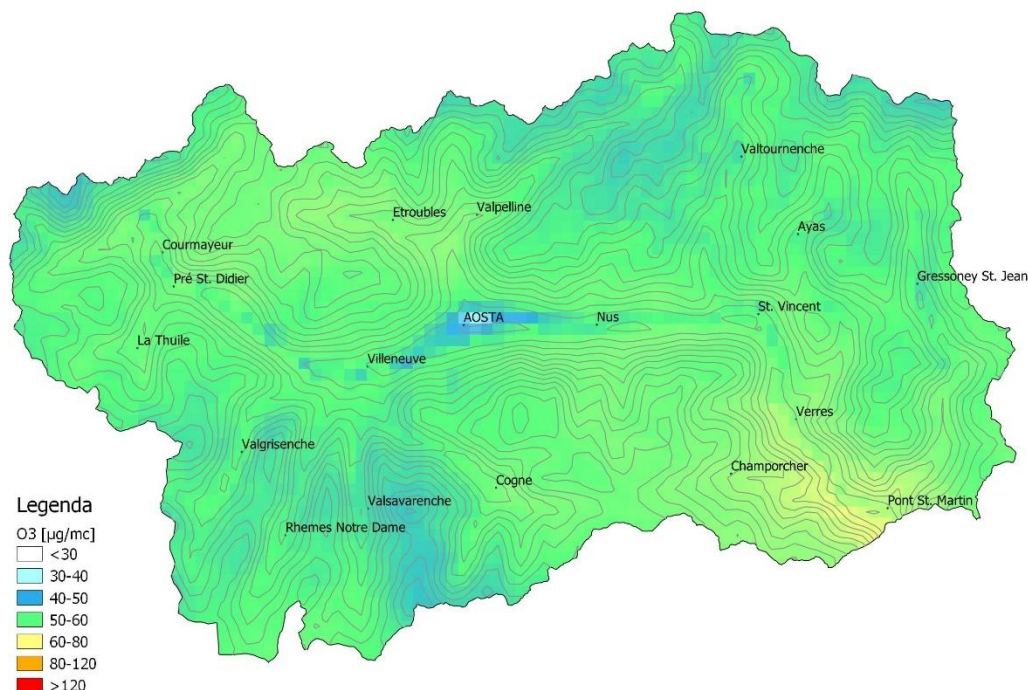 Valtournenche
Etroubles
Valpelline
Ayas
Courmayeur
Gressoney St. Jean
Pré St. Didier
St. Vincent
AOSTA
Nus
La Thuile
Villeneuve
Verres
Valgrisenche
Champorcher
Cogne
Valsavarenche
Pont St. Martin
Rhemes Notre Dame
Legenda
O3 [µg/mc]
<30
30-40
40-50
50-60
60-80
80-120
>120